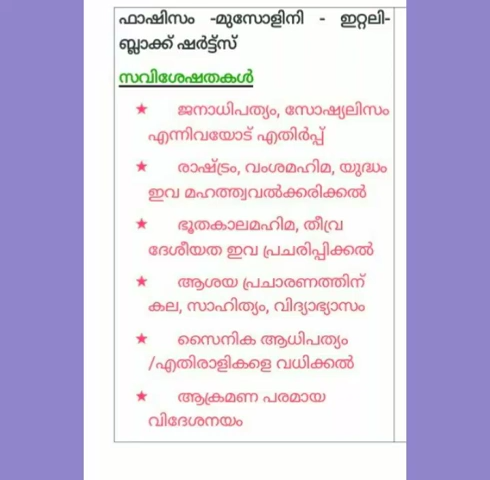 ഫാഷിസം -മുസോളിനി - ഇറ്റലി-
ബ്ലാക്ക് ഷർട്ട്സ്
സവിശേഷതകൾ
★ ജനാധിപത്യം, സോഷ്യലിസം
എന്നിവയോട് എതിർപ്പ്
★ രാഷ്ട്രം, വംശമഹിമ, യുദ്ധം
ഇവ മഹത്ത്വവൽക്കരിക്കൽ
★ ഭൂതകാലമഹിമ, തീവ്ര
ദേശീയത ഇവ പ്രചരിപ്പിക്കൽ
★ ആശയ പ്രചാരണത്തിന്
കല, സാഹിത്യം, വിദ്യാഭ്യാസം
★ സൈനിക ആധിപത്യം
/എതിരാളികളെ വധിക്കൽ
★ ആക്രമണ പരമായ
വിദേശനയം